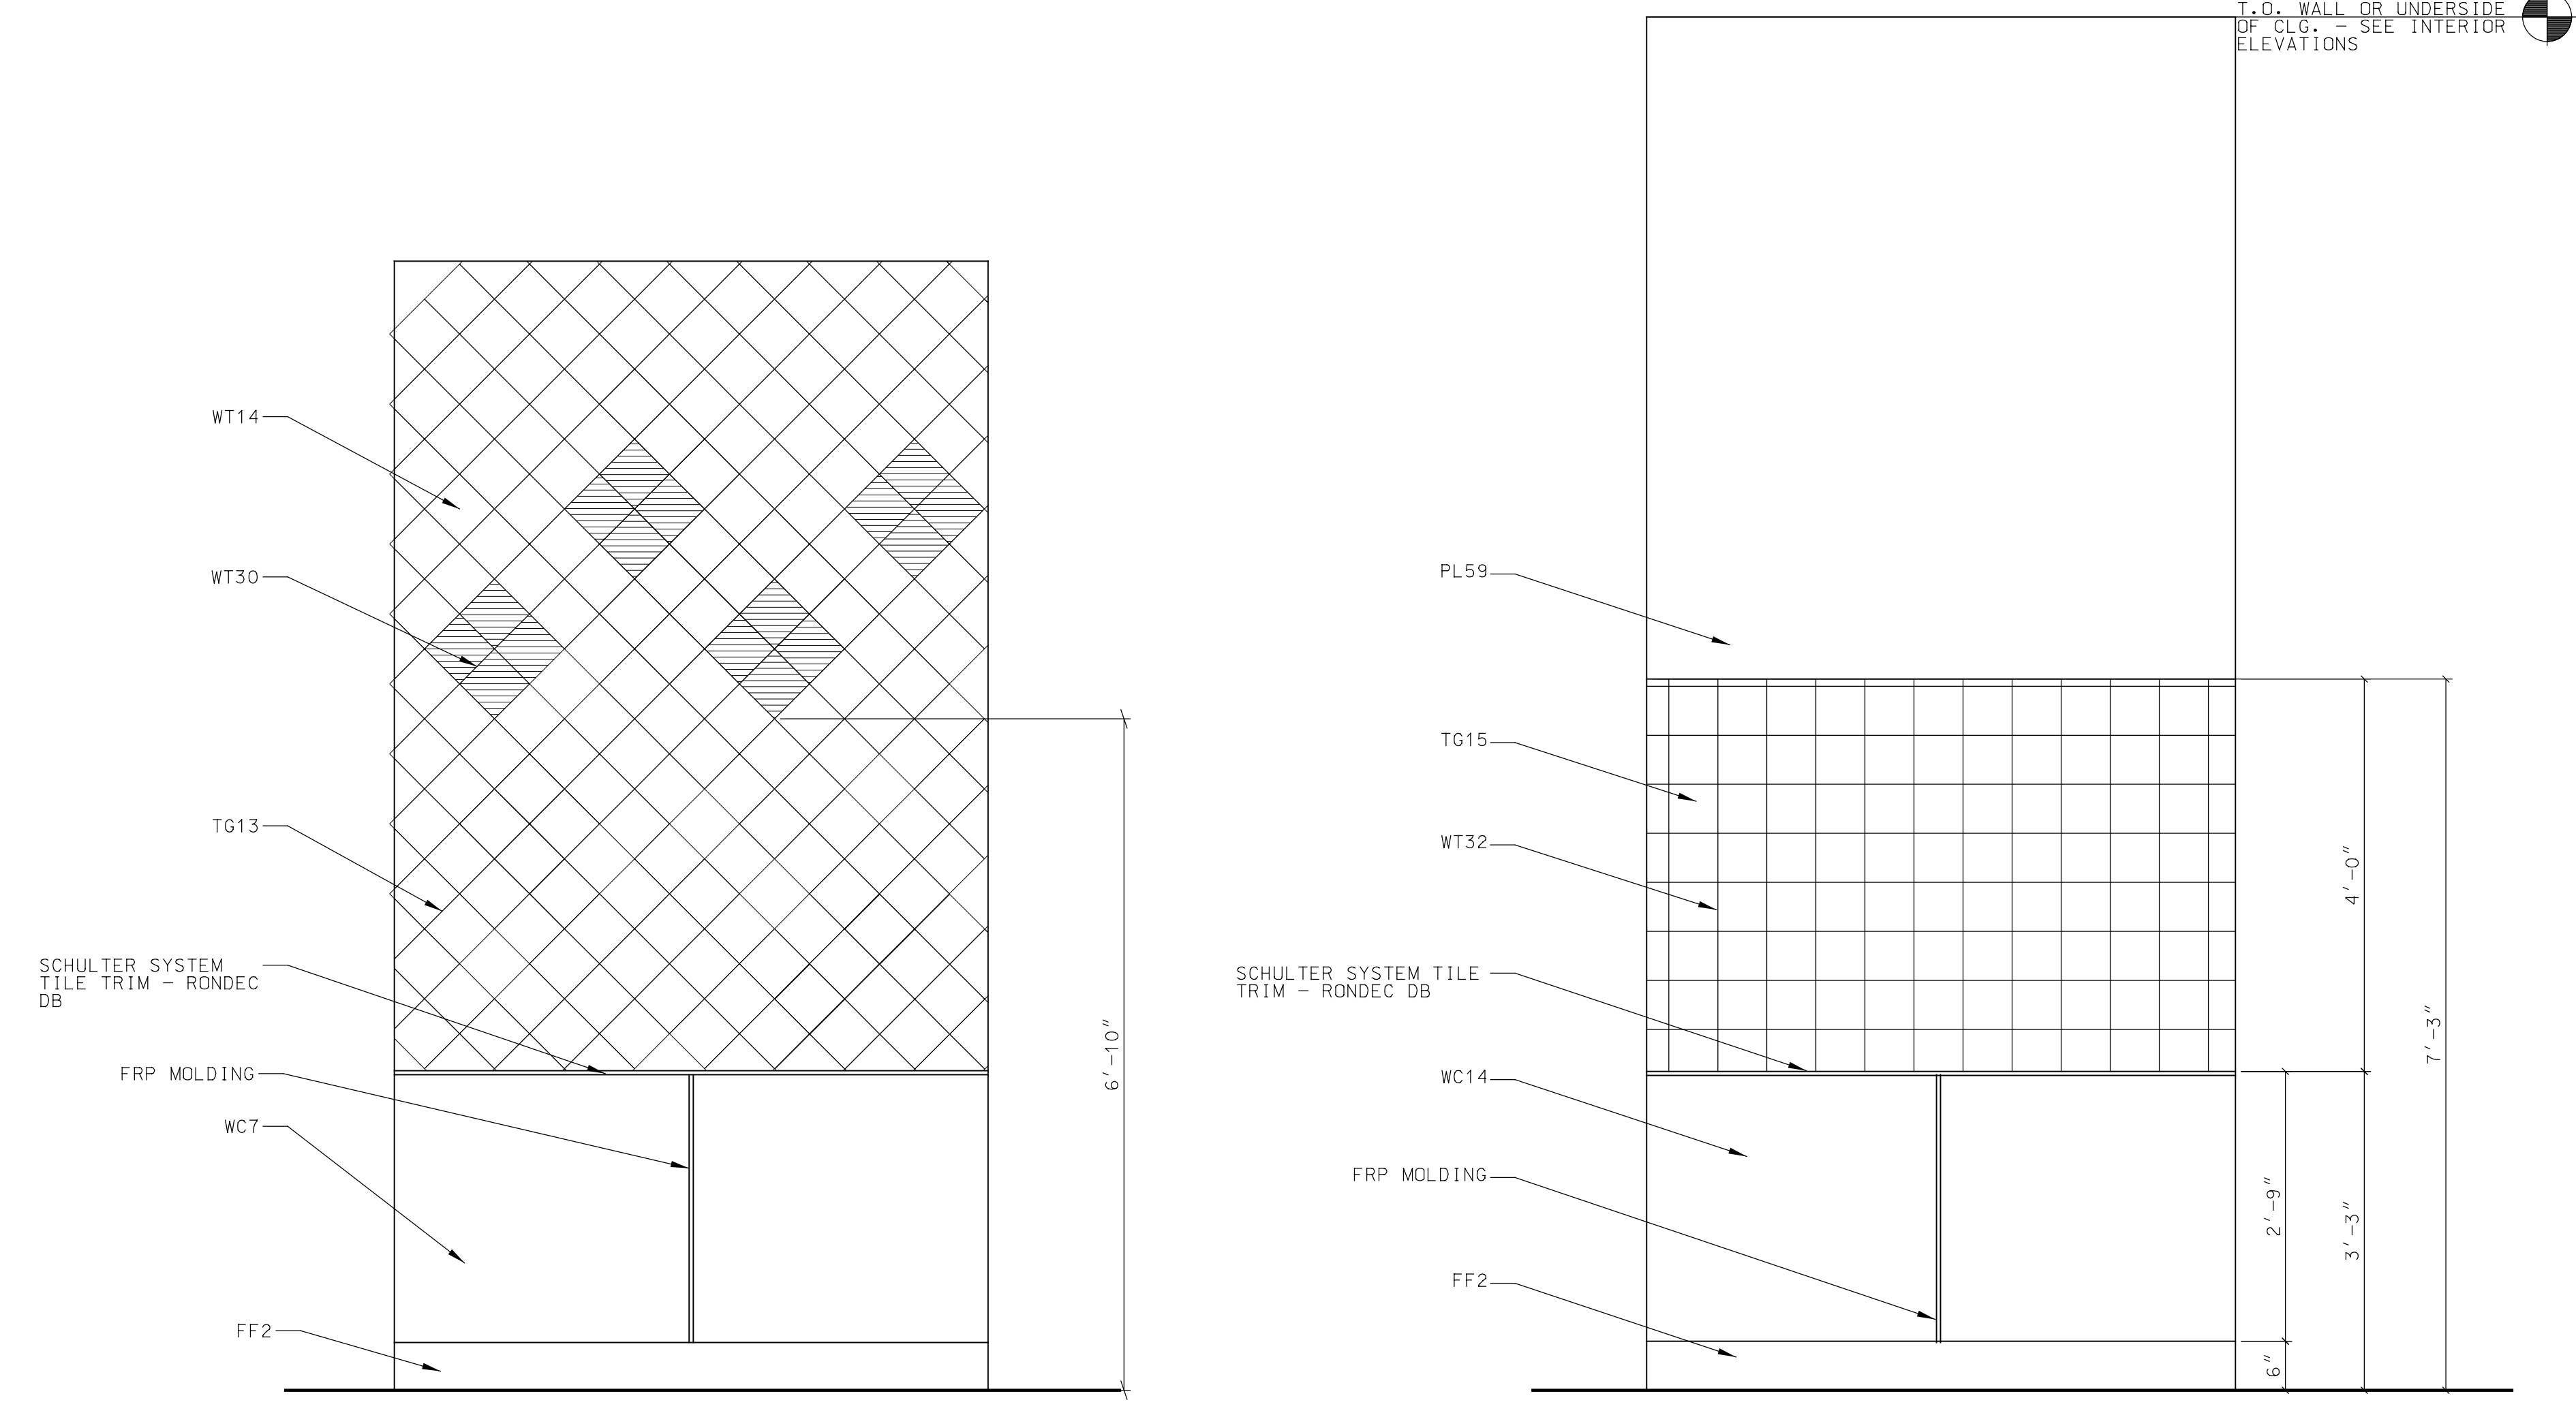 WT14
WT30
TG13
SCHULTER SYSTEM
TILE TRIM – RONDEC
DB
FRP MOLDING
WC7
FF2
6'-10"
T.O. WALL OR UNDERSIDE
OF CLG. – SEE INTERIOR
ELEVATIONS
PL59
TG15
WT32
SCHULTER SYSTEM TILE
TRIM – RONDEC DB
WC14
FRP MOLDING
FF2
4'-0"
7'-3"
2'-9"
3'-3"
6"